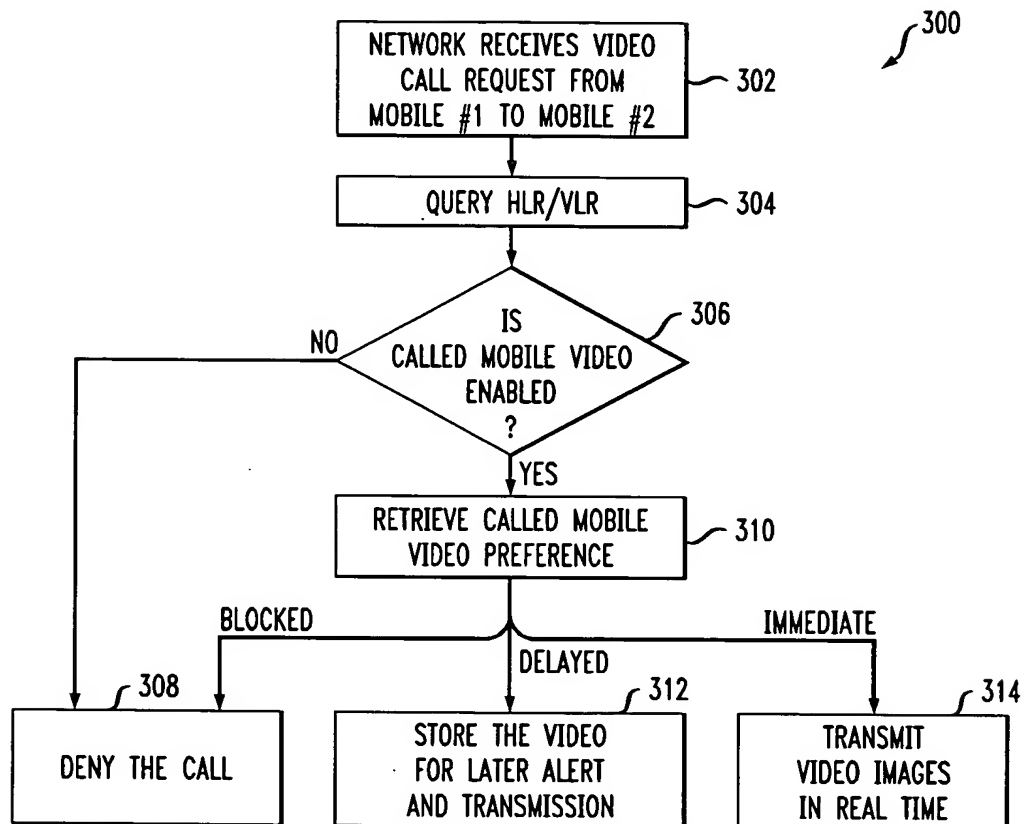 300
NETWORK RECEIVES VIDEO
CALL REQUEST FROM
MOBILE #1 TO MOBILE #2
302
QUERY HLR/VLR
304
IS
CALLED MOBILE VIDEO
ENABLED
?
306
NO
YES
RETRIEVE CALLED MOBILE
VIDEO PREFERENCE
310
BLOCKED
DELAYED
IMMEDIATE
308
DENY THE CALL
312
STORE THE VIDEO
FOR LATER ALERT
AND TRANSMISSION
314
TRANSMIT
VIDEO IMAGES
IN REAL TIME